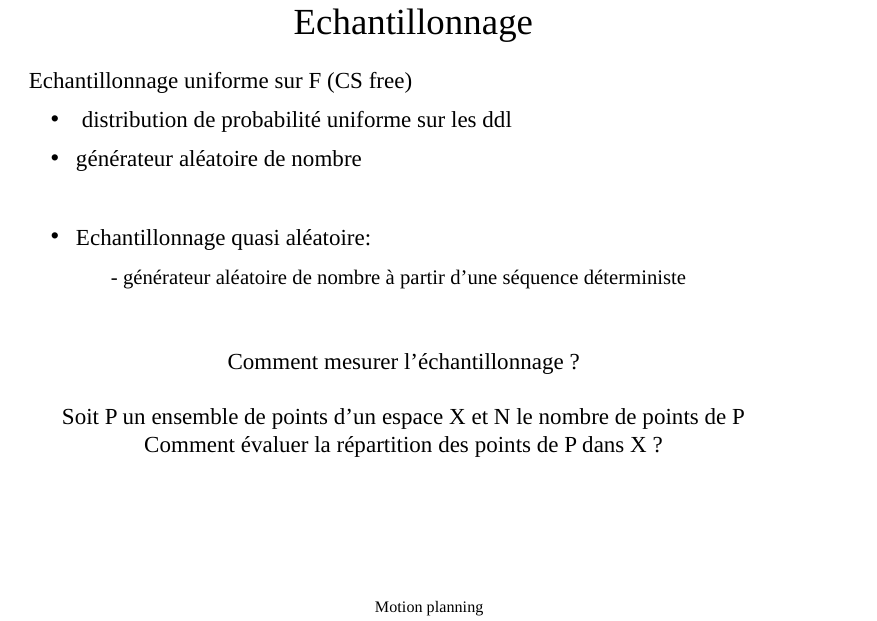 Echantillonnage
Echantillonnage uniforme sur F (CS free)
• distribution de probabilité uniforme sur les ddl
• générateur aléatoire de nombre
• Echantillonnage quasi aléatoire:
- générateur aléatoire de nombre à partir d’une séquence déterministe
Comment mesurer l’échantillonnage ?
Soit P un ensemble de points d’un espace X et N le nombre de points de P
Comment évaluer la répartition des points de P dans X ?
Motion planning